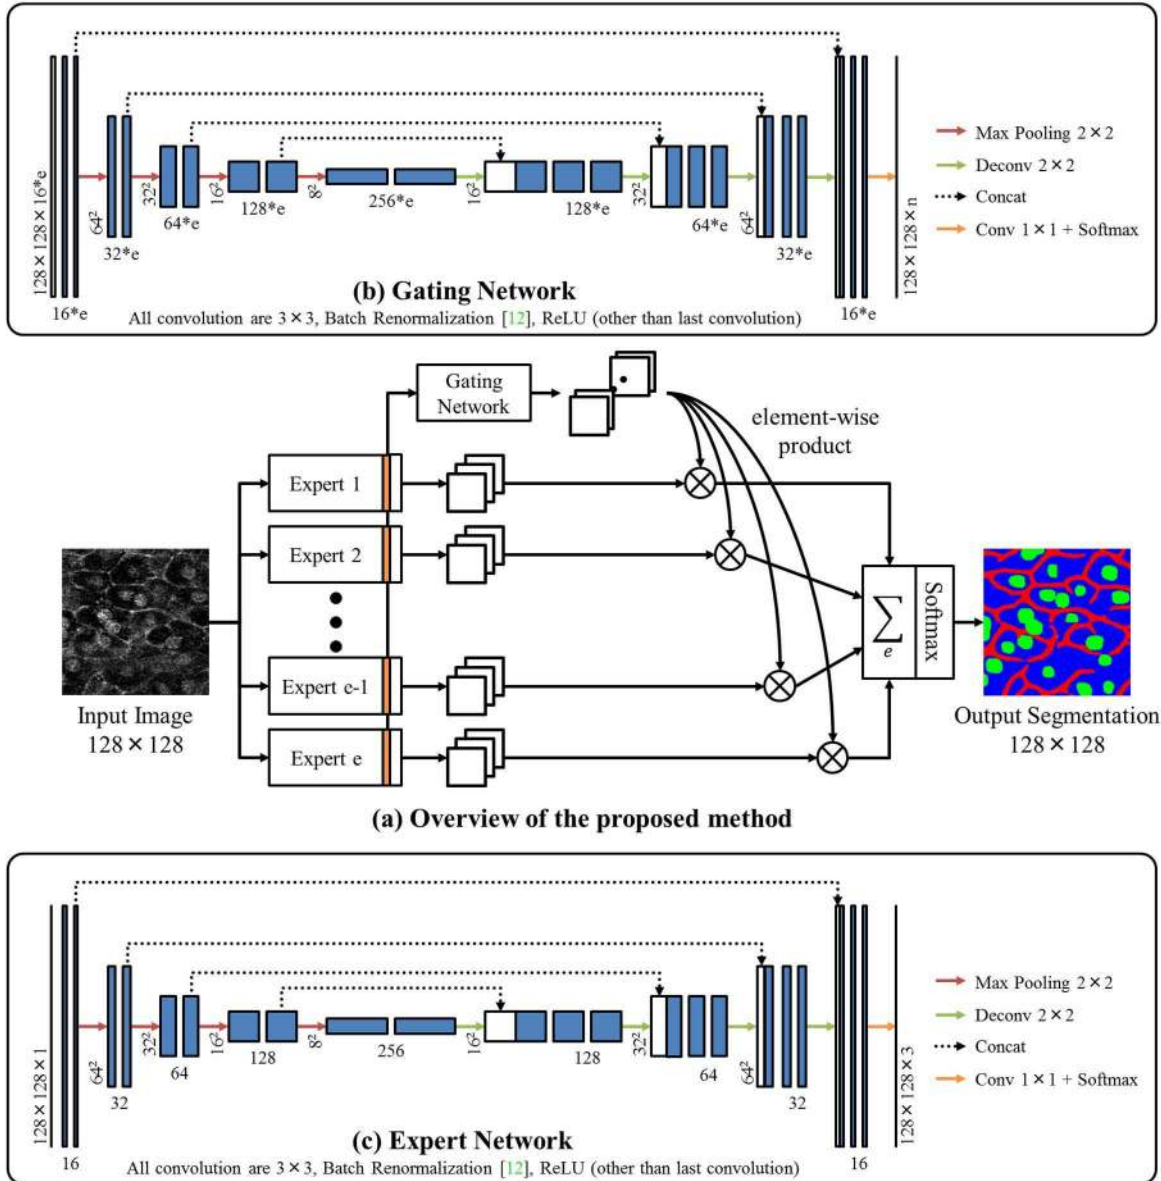 128×128×16*e
16*e
64²
32*e
32²
64*e
16²
128*e
8²
256*e
16²
128*e
32²
64*e
64²
32*e
16*e
128×128×n
Max Pooling 2×2
Deconv 2×2
Concat
Conv 1×1 + Softmax
(b) Gating Network
All convolution are 3×3, Batch Renormalization [12], ReLU (other than last convolution)
Gating
Network
element-wise
product
Expert 1
Expert 2
Expert e-1
Expert e
Input Image
128×128
∑
e
Softmax
Output Segmentation
128×128
(a) Overview of the proposed method
128×128×1
16
64²
32
32²
64
16²
128
8²
256
16²
128
32²
64
64²
32
16
128×128×3
Max Pooling 2×2
Deconv 2×2
Concat
Conv 1×1 + Softmax
(c) Expert Network
All convolution are 3×3, Batch Renormalization [12], ReLU (other than last convolution)